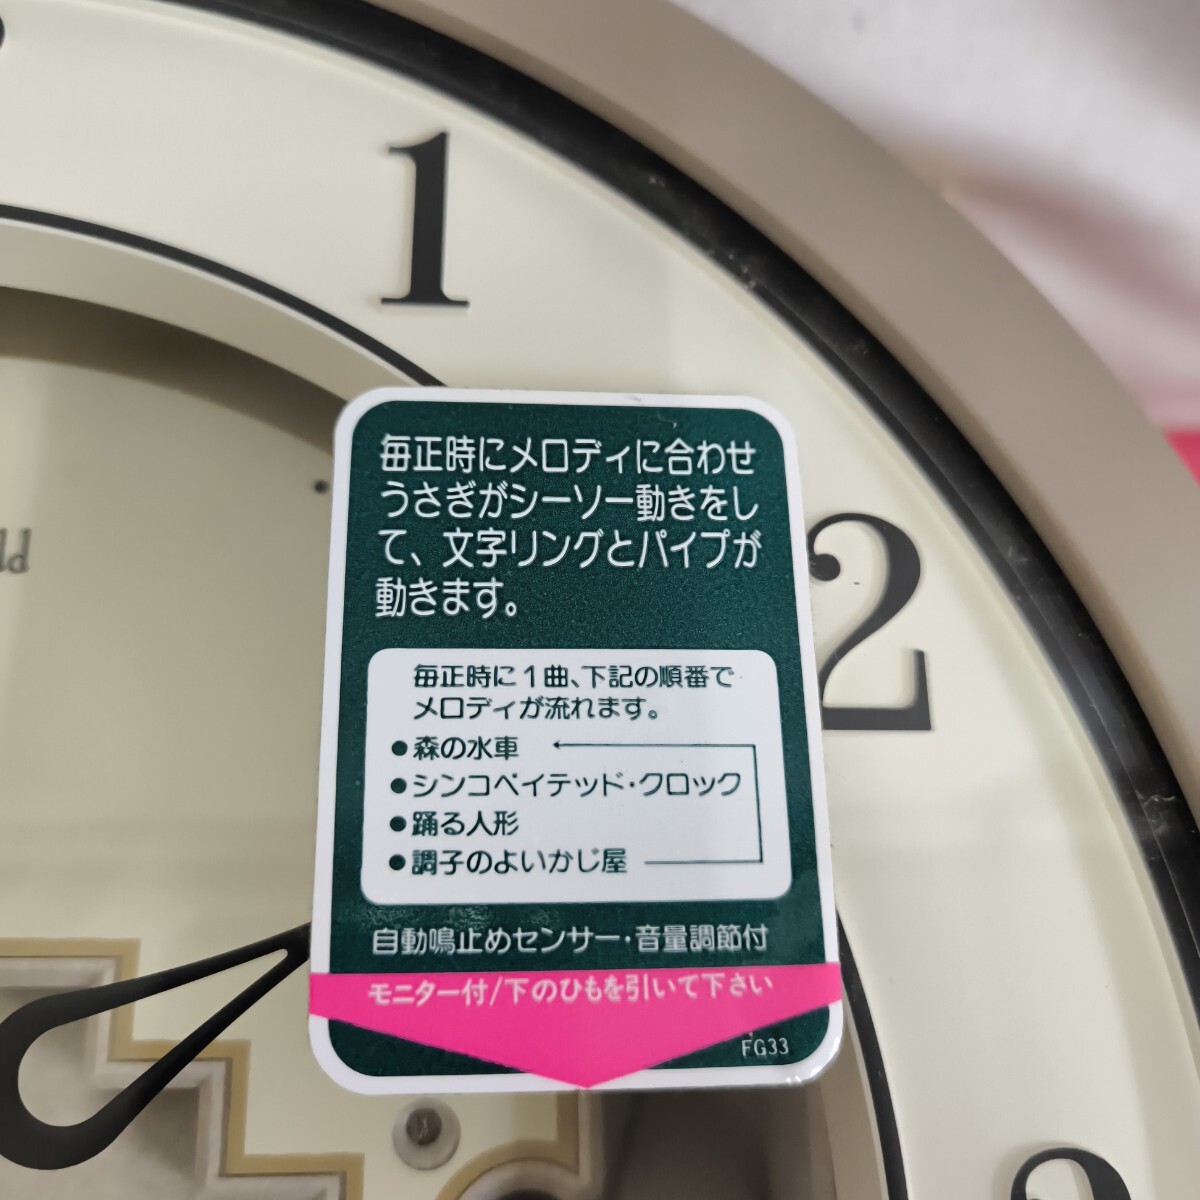 1
2
毎正時にメロディに合わせ
うさぎがシーソー動きをし
て、文字リングとパイプが
動きます。
毎正時に1曲、下記の順番で
メロディが流れます。
●森の水車
●シンコペイテッド・クロック
●踊る人形
●調子のよいかじ屋
自動鳴止めセンサー・音量調節付
モニター付/下のひもを引いて下さい
FG33